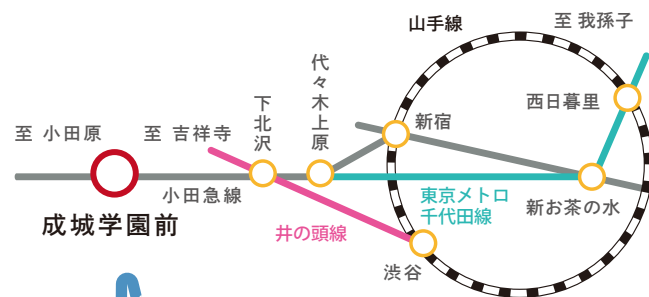 山手線
至 我孫子
代々木上原
下北沢
新宿
西日暮里
至 小田原
至 吉祥寺
小田急線
東京メトロ
千代田線
新お茶の水
成城学園前
井の頭線
渋谷